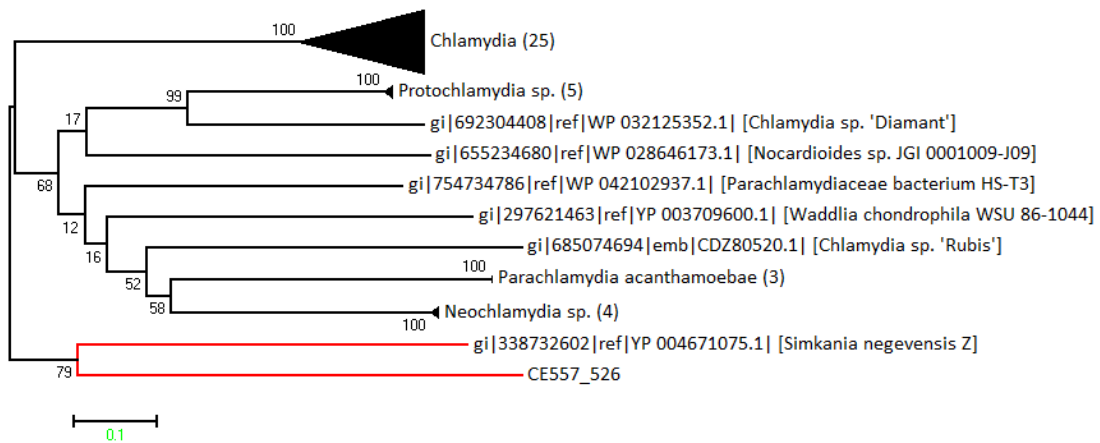 100
Chlamydia (25)
100
Protochlamydia sp. (5)
99
gi|692304408|ref|WP 032125352.1| [Chlamydia sp. 'Diamant']
17
gi|655234680|ref|WP 028646173.1| [Nocardioides sp. JGI 0001009-J09]
68
gi|754734786|ref|WP 042102937.1| [Parachlamydiaceae bacterium HS-T3]
12
gi|297621463|ref|YP 003709600.1| [Waddlia chondrophila WSU 86-1044]
16
gi|685074694|emb|CDZ80520.1| [Chlamydia sp. 'Rubis']
52
100
Parachlamydia acanthamoebae (3)
58
Neochlamydia sp. (4)
100
gi|338732602|ref|YP 004671075.1| [Simkania negevensis Z]
79
CE557_526
0.1